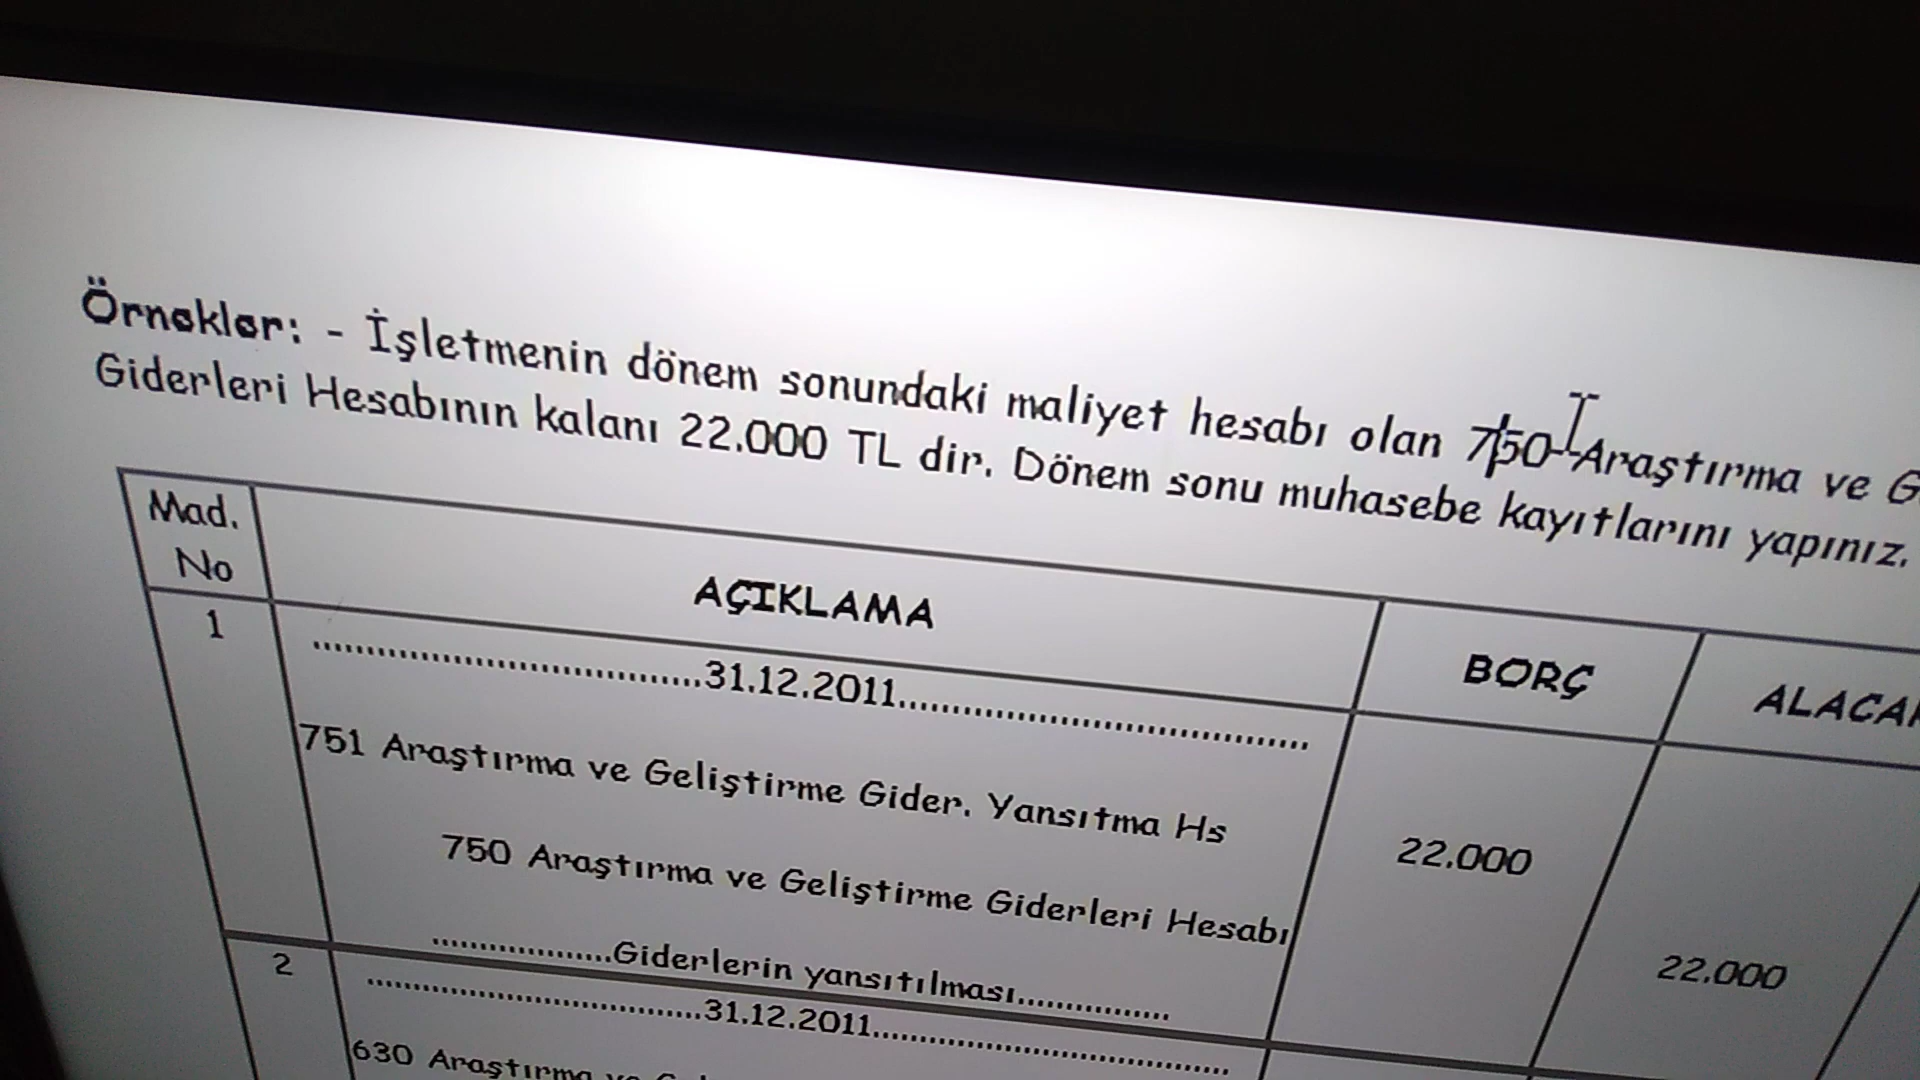 Örnekler: - İşletmenin dönem sonundaki maliyet hesabı olan 750 Araştırma ve
Giderleri Hesabının kalanı 22.000 TL dir. Dönem sonu muhasebe kayıtlarını yapınız.
Mad. No
AÇIKLAMA
BORÇ
1
...................................31.12.2011....................................
751 Araştırma ve Geliştirme Gider. Yansıtma Hs
22.000
750 Araştırma ve Geliştirme Giderleri Hesabı
22.000
.................Giderlerin yansıtılması...............
2
...................................31.12.2011....................................
630 Araştırma